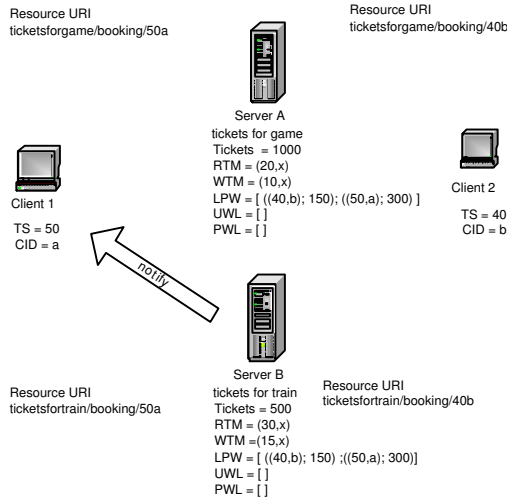 Resource URI
ticketsforgame/booking/50a
Resource URI
ticketsforgame/booking/40b
Server A
tickets for game
Tickets = 1000
RTM = (20,x)
WTM = (10,x)
LPW = [ ((40,b); 150); ((50,a); 300) ]
UWL = [ ]
PWL = [ ]
Client 1
TS = 50
CID = a
Client 2
TS = 40
CID = b
notify
Server B
tickets for train
Tickets = 500
RTM = (30,x)
WTM =(15,x)
LPW = [ ((40,b); 150) ;((50,a); 300)]
UWL = [ ]
PWL = [ ]
Resource URI
ticketsfortrain/booking/50a
Resource URI
ticketsfortrain/booking/40b